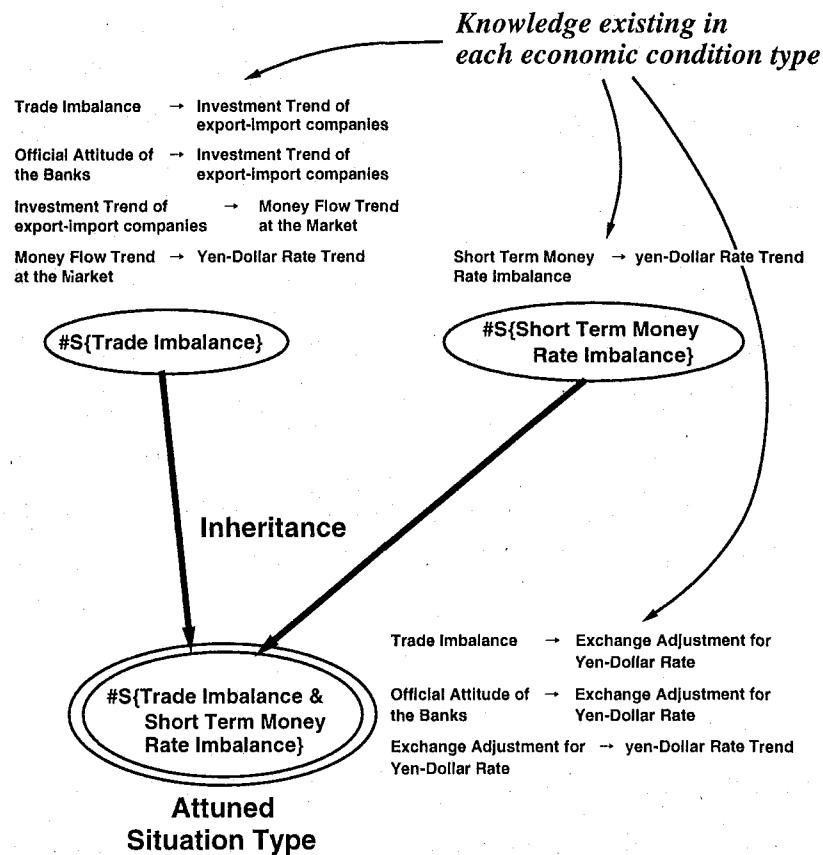 Knowledge existing in
each economic condition type
Trade Imbalance → Investment Trend of
export-import companies
Official Attitude of → Investment Trend of
the Banks export-import companies
Investment Trend of → Money Flow Trend
export-import companies at the Market
Money Flow Trend → Yen-Dollar Rate Trend
at the Market
Short Term Money → yen-Dollar Rate Trend
Rate Imbalance
#S{Trade Imbalance}
#S{Short Term Money
Rate Imbalance}
Inheritance
Trade Imbalance → Exchange Adjustment for
Yen-Dollar Rate
Official Attitude of → Exchange Adjustment for
the Banks Yen-Dollar Rate
Exchange Adjustment for → yen-Dollar Rate Trend
Yen-Dollar Rate
#S{Trade Imbalance &
Short Term Money
Rate Imbalance}
Attuned
Situation Type